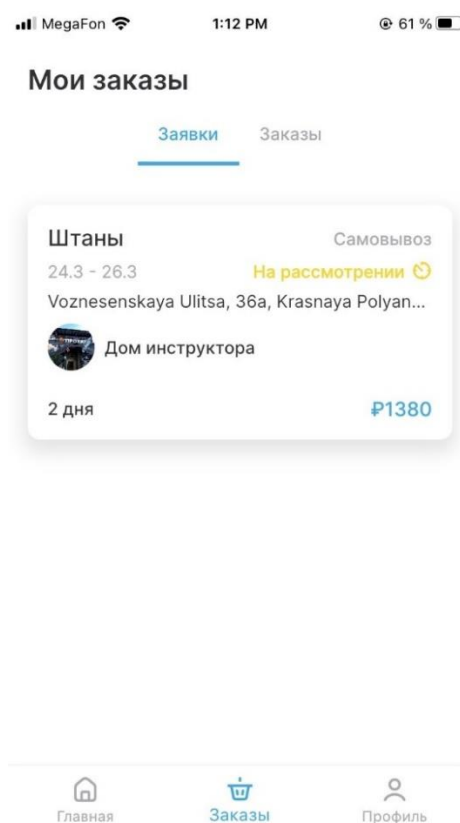 MegaFon 1:12 PM 61 %
Мои заказы
Заявки Заказы
Штаны Самовывоз
24.3 - 26.3 На рассмотрении
Voznesenskaya Ulitsa, 36a, Krasnaya Polyan...
Дом инструктора
2 дня ₽1380
Главная Заказы Профиль